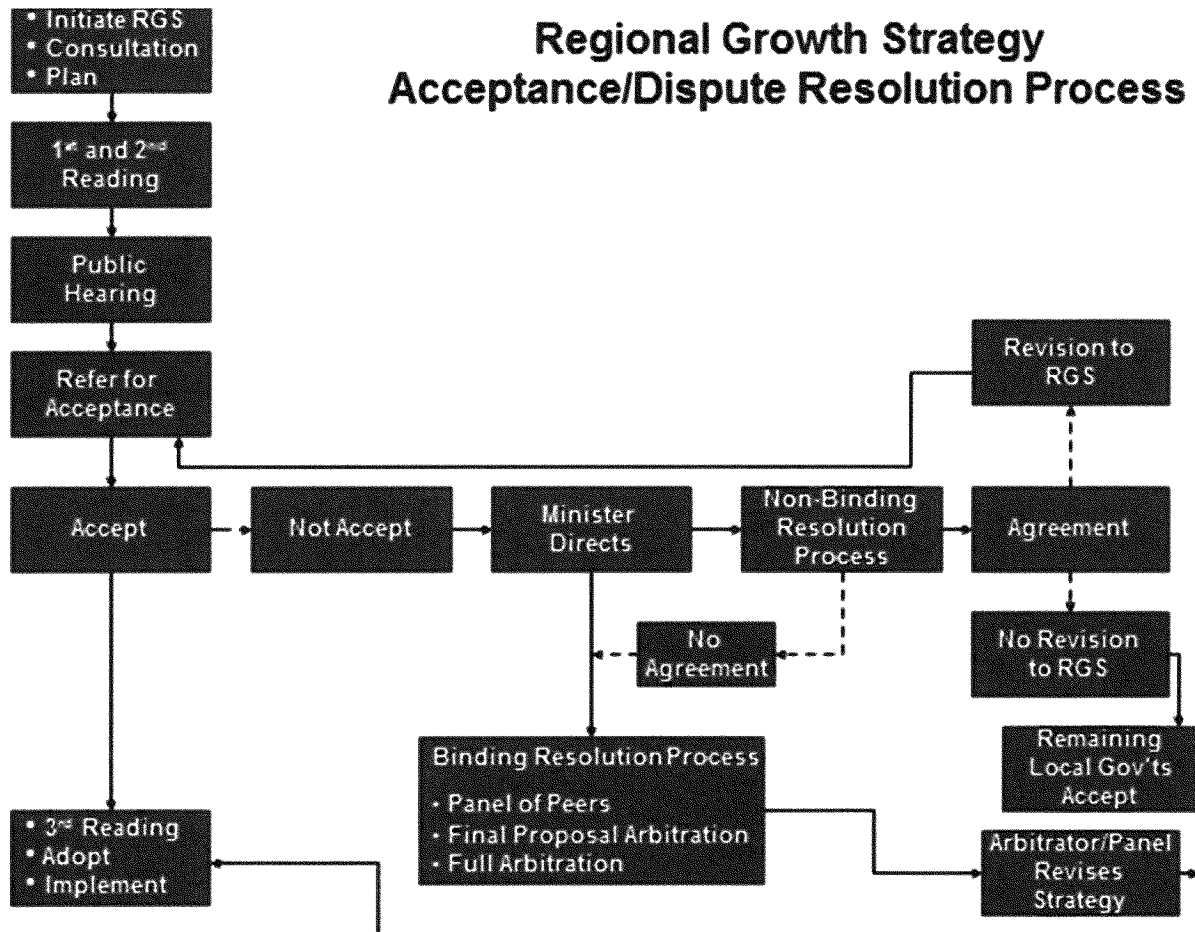 Regional Growth Strategy
Acceptance/Dispute Resolution Process
• Initiate RGS
• Consultation
• Plan
1st and 2nd
Reading
Public
Hearing
Refer for
Acceptance
Revision to
RGS
Accept
Not Accept
Minister
Directs
Non-Binding
Resolution
Process
Agreement
No
Agreement
No Revision
to RGS
Remaining
Local Gov'ts
Accept
Binding Resolution Process
• Panel of Peers
• Final Proposal Arbitration
• Full Arbitration
• 3rd Reading
• Adopt
• Implement
Arbitrator/Panel
Revises
Strategy